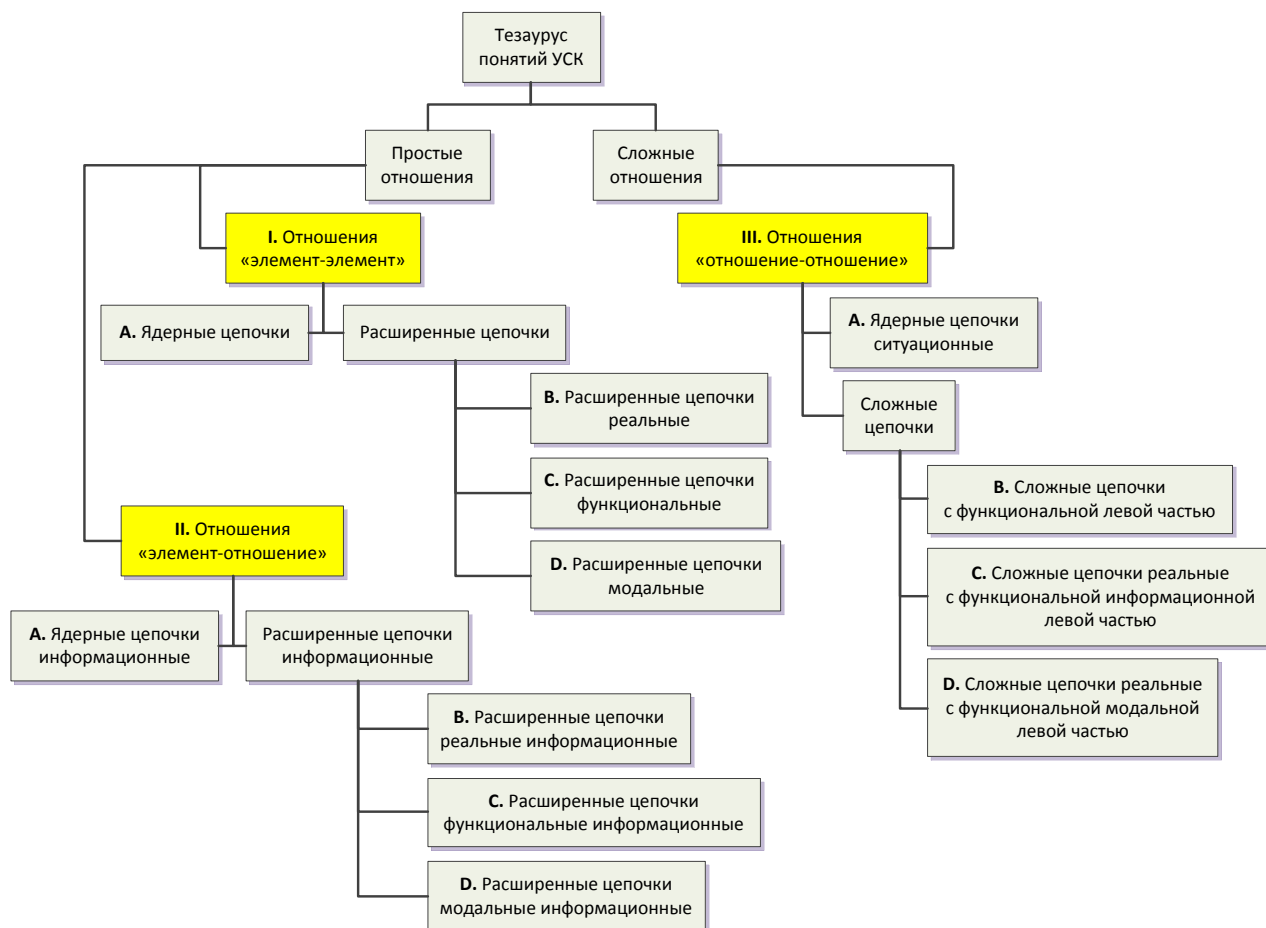 Тезаурус
понятий УСК
Простые
отношения
Сложные
отношения
I. Отношения
«элемент-элемент»
III. Отношения
«отношение-отношение»
A. Ядерные цепочки
Расширенные цепочки
A. Ядерные цепочки
ситуационные
B. Расширенные цепочки
реальные
Сложные
цепочки
C. Расширенные цепочки
функциональные
B. Сложные цепочки
с функциональной левой частью
II. Отношения
«элемент-отношение»
D. Расширенные цепочки
модальные
C. Сложные цепочки реальные
с функциональной информационной
левой частью
A. Ядерные цепочки
информационные
Расширенные цепочки
информационные
D. Сложные цепочки реальные
с функциональной модальной
левой частью
B. Расширенные цепочки
реальные информационные
C. Расширенные цепочки
функциональные информационные
D. Расширенные цепочки
модальные информационные